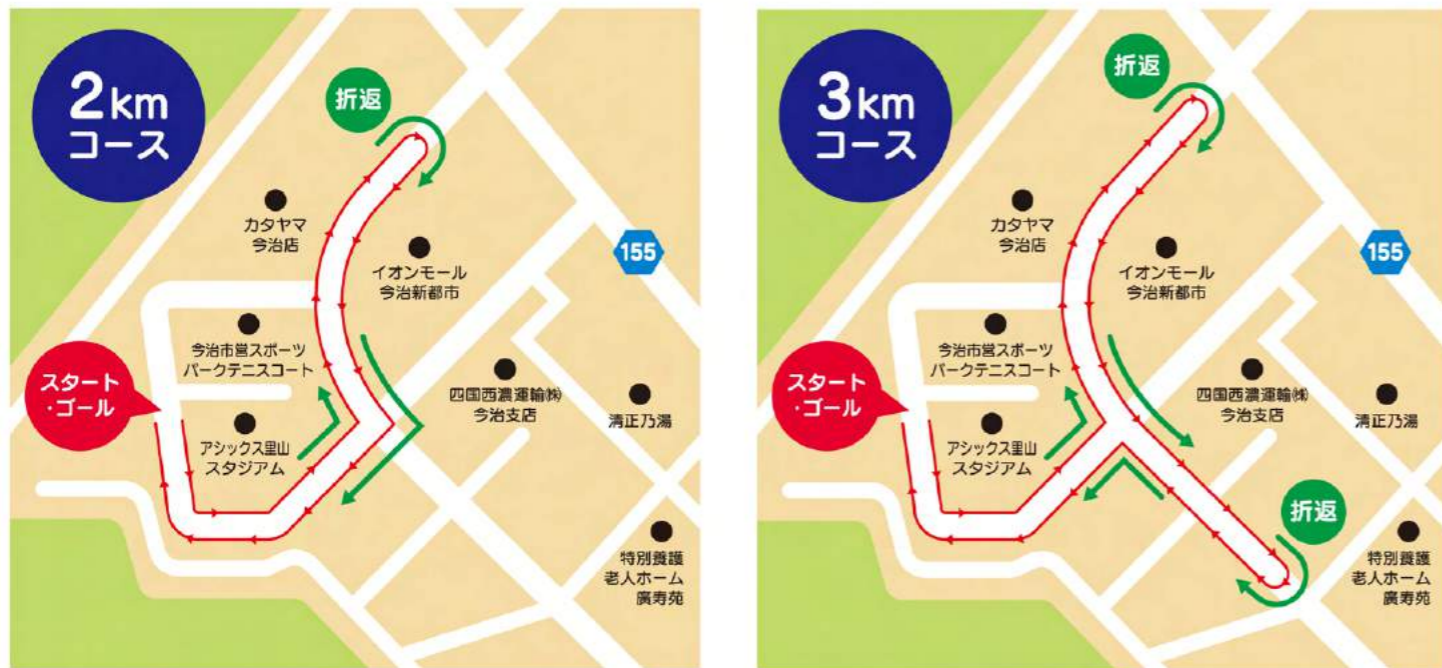 2km
コース
折返
カタヤマ
今治店
イオンモール
今治新都市
155
今治市営スポーツ
パークテニスコート
スタート
・ゴール
アシックス里山
スタジアム
四国西濃運輸㈱
今治支店
清正乃湯
特別養護
老人ホーム
廣寿苑
3km
コース
折返
カタヤマ
今治店
イオンモール
今治新都市
155
今治市営スポーツ
パークテニスコート
スタート
・ゴール
アシックス里山
スタジアム
四国西濃運輸㈱
今治支店
清正乃湯
折返
特別養護
老人ホーム
廣寿苑